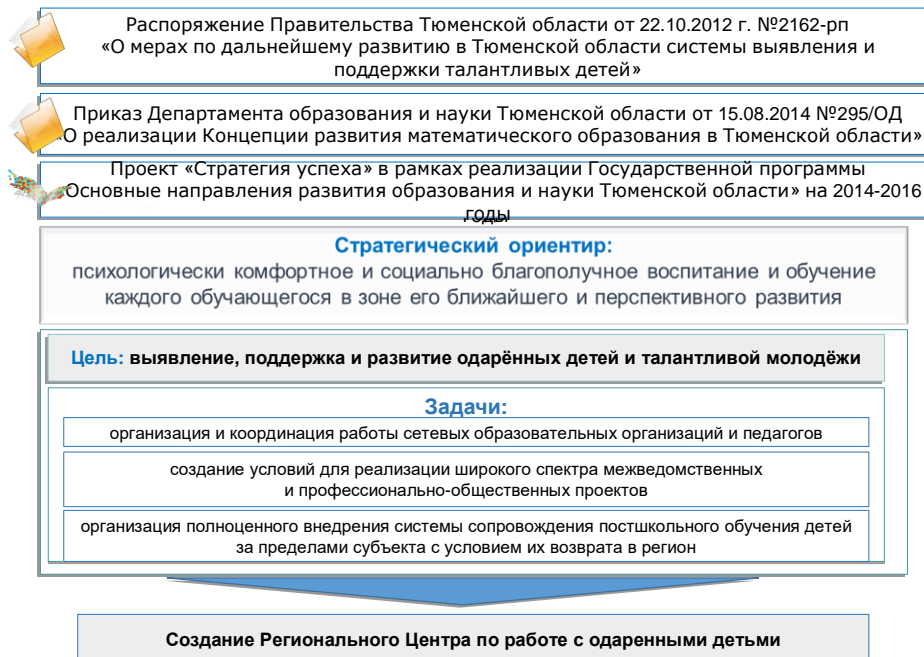 Распоряжение Правительства Тюменской области от 22.10.2012 г. №2162-рп
«О мерах по дальнейшему развитию в Тюменской области системы выявления и
поддержки талантливых детей»
Приказ Департамента образования и науки Тюменской области от 15.08.2014 №295/ОД
«О реализации Концепции развития математического образования в Тюменской области»
Проект «Стратегия успеха» в рамках реализации Государственной программы
Основные направления развития образования и науки Тюменской области» на 2014-2016
годы
Стратегический ориентир:
психологически комфортное и социально благополучное воспитание и обучение
каждого обучающегося в зоне его ближайшего и перспективного развития
Цель: выявление, поддержка и развитие одарённых детей и талантливой молодёжи
Задачи:
организация и координация работы сетевых образовательных организаций и педагогов
создание условий для реализации широкого спектра межведомственных
и профессионально-общественных проектов
организация полноценного внедрения системы сопровождения постшкольного обучения детей
за пределами субъекта с условием их возврата в регион
Создание Регионального Центра по работе с одаренными детьми